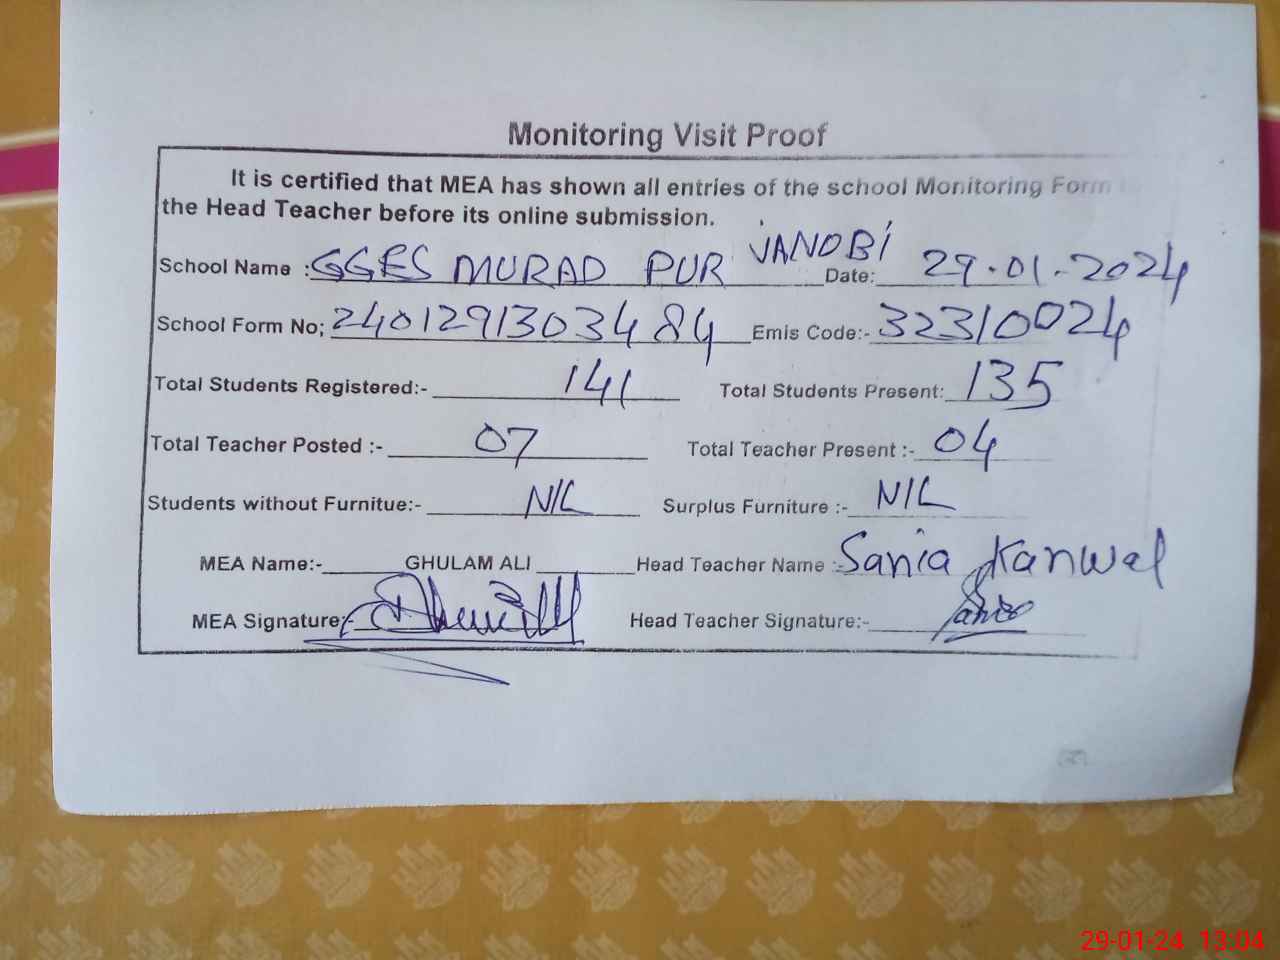 Monitoring Visit Proof
It is certified that MEA has shown all entries of the school Monitoring Form to
the Head Teacher before its online submission.
School Name :GGES MURAD PUR JANOBI Date: 29.01.2024
School Form No; 24012913034 84 Emis Code:- 32310024
Total Students Registered:- 141 Total Students Present: 135
Total Teacher Posted :- 07 Total Teacher Present :- 04
Students without Furnitue:- NIL Surplus Furniture :- NIL
MEA Name:- GHULAM ALI Head Teacher Name :- Sania Kanwal
MEA Signature:- Head Teacher Signature:- Sania
29-01-24 13:04